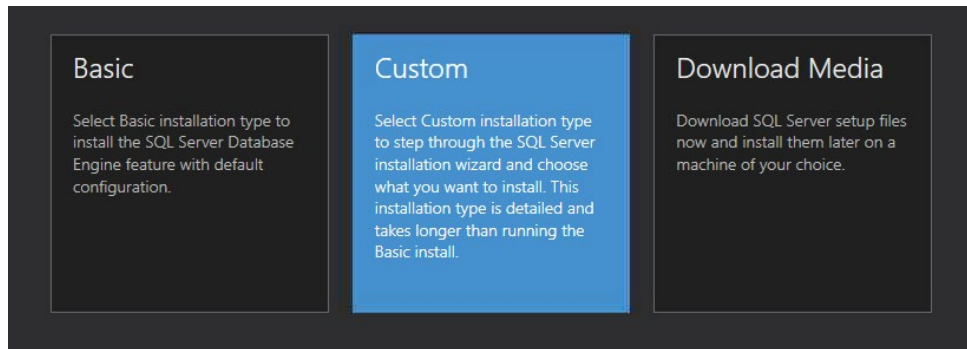 Basic
Select Basic installation type to
install the SQL Server Database
Engine feature with default
configuration.
Custom
Select Custom installation type
to step through the SQL Server
installation wizard and choose
what you want to install. This
installation type is detailed and
takes longer than running the
Basic install.
Download Media
Download SQL Server setup files
now and install them later on a
machine of your choice.